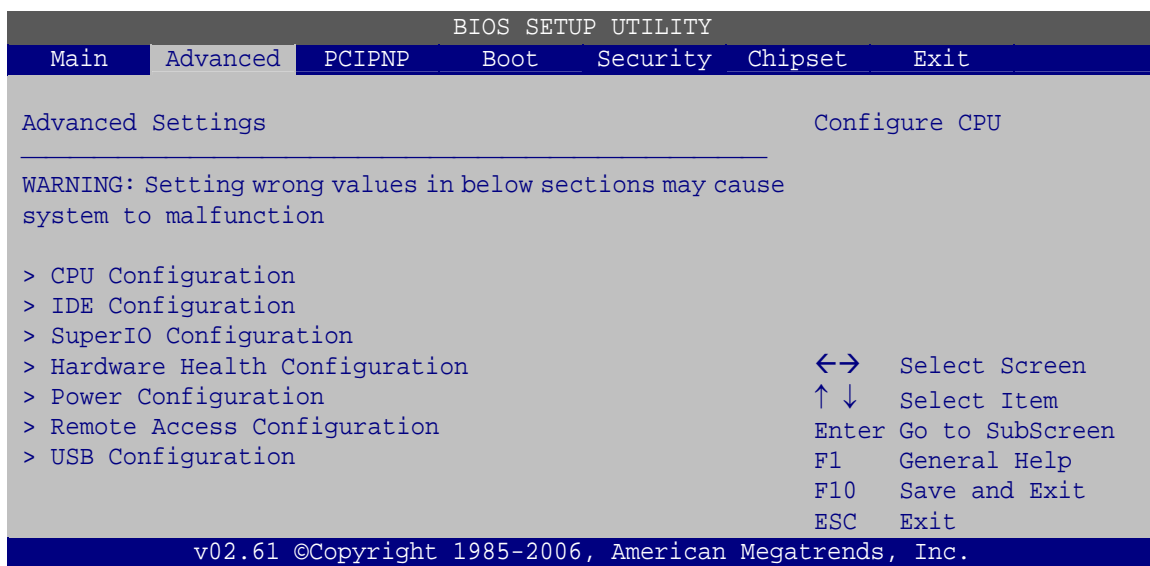 BIOS SETUP UTILITY
Main Advanced PCIPNP Boot Security Chipset Exit
Advanced Settings
WARNING: Setting wrong values in below sections may cause
system to malfunction
> CPU Configuration
> IDE Configuration
> SuperIO Configuration
> Hardware Health Configuration
> Power Configuration
> Remote Access Configuration
> USB Configuration
Configure CPU
←→ Select Screen
↑ ↓ Select Item
Enter Go to SubScreen
F1 General Help
F10 Save and Exit
ESC Exit
v02.61 ©Copyright 1985-2006, American Megatrends, Inc.